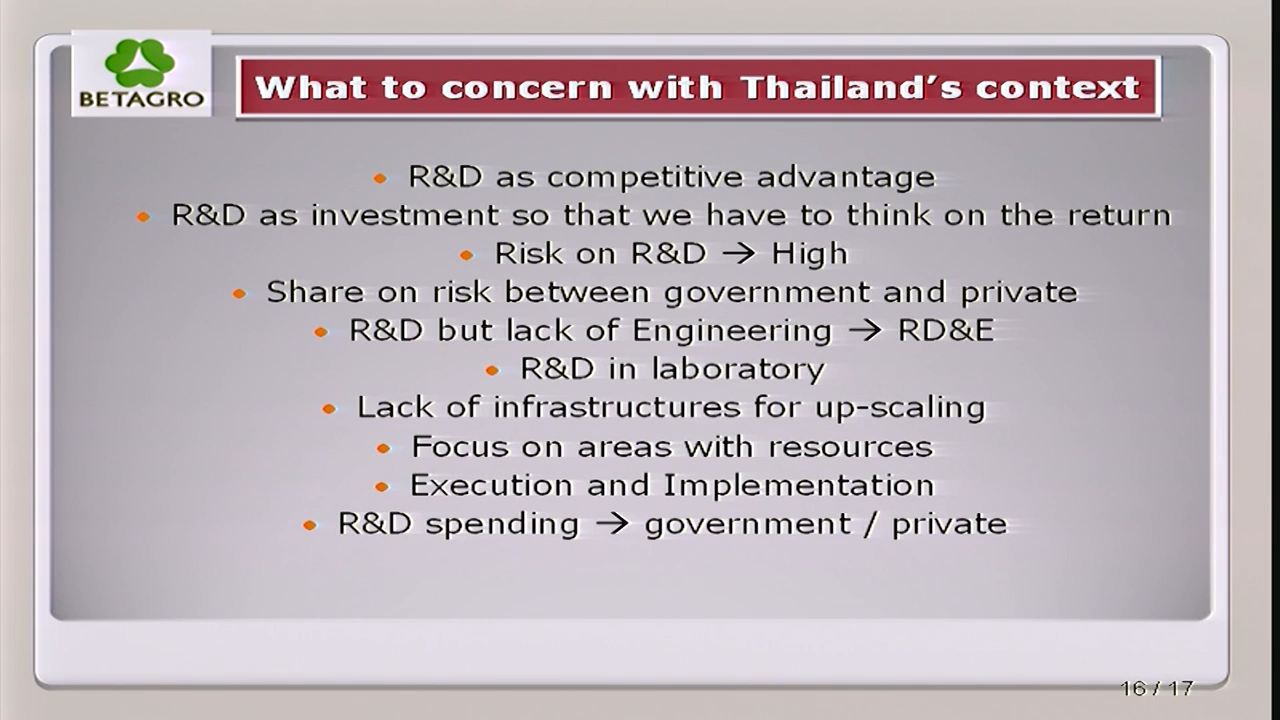 BETAGRO
What to concern with Thailand's context
• R&D as competitive advantage
• R&D as investment so that we have to think on the return
• Risk on R&D → High
• Share on risk between government and private
• R&D but lack of Engineering → RD&E
• R&D in laboratory
• Lack of infrastructures for up-scaling
• Focus on areas with resources
• Execution and Implementation
• R&D spending → government / private
16 / 17